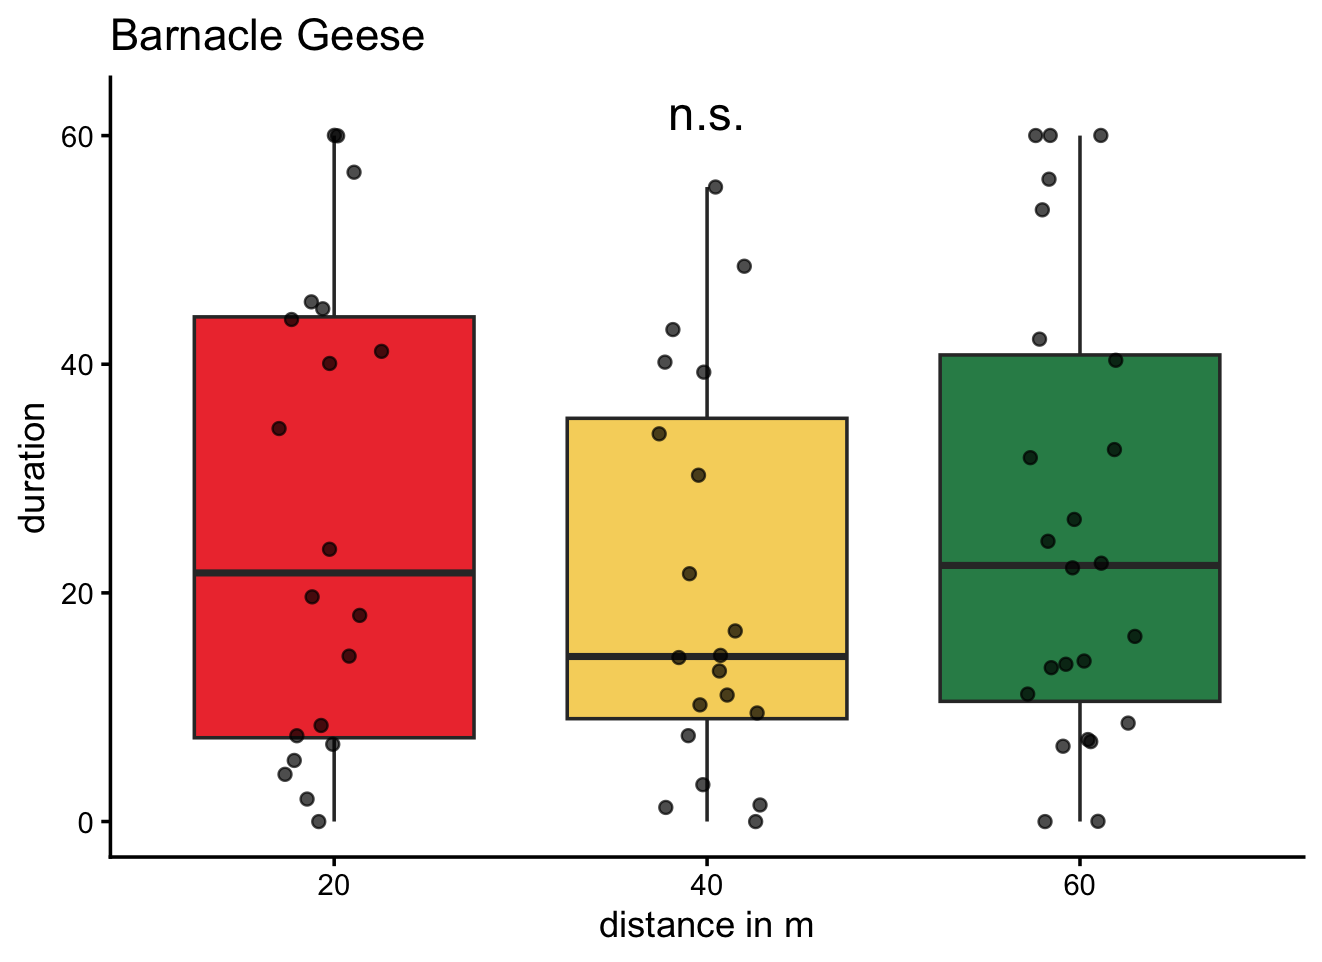 Barnacle Geese
n.s.
60
40
20
0
duration
20 40 60
distance in m